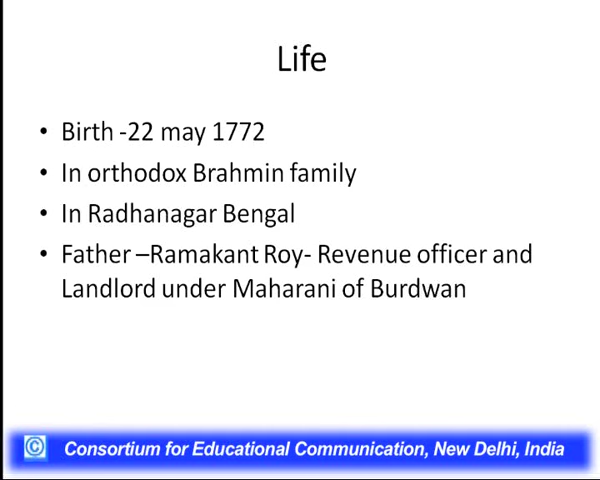 Life
• Birth -22 may 1772
• In orthodox Brahmin family
• In Radhanagar Bengal
• Father –Ramakant Roy- Revenue officer and
Landlord under Maharani of Burdwan
© Consortium for Educational Communication, New Delhi, India